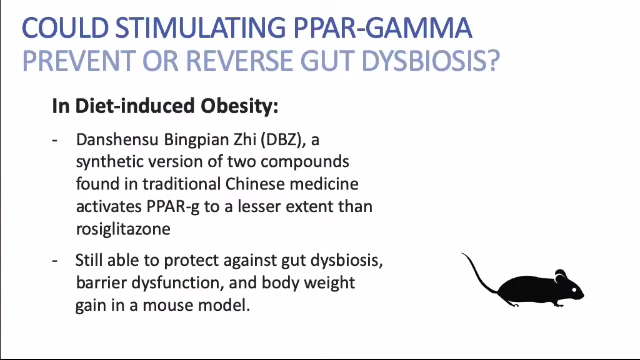 COULD STIMULATING PPAR-GAMMA
PREVENT OR REVERSE GUT DYSBIOSIS?
In Diet-induced Obesity:
- Danshensu Bingpian Zhi (DBZ), a
synthetic version of two compounds
found in traditional Chinese medicine
activates PPAR-g to a lesser extent than
rosiglitazone
- Still able to protect against gut dysbiosis,
barrier dysfunction, and body weight
gain in a mouse model.